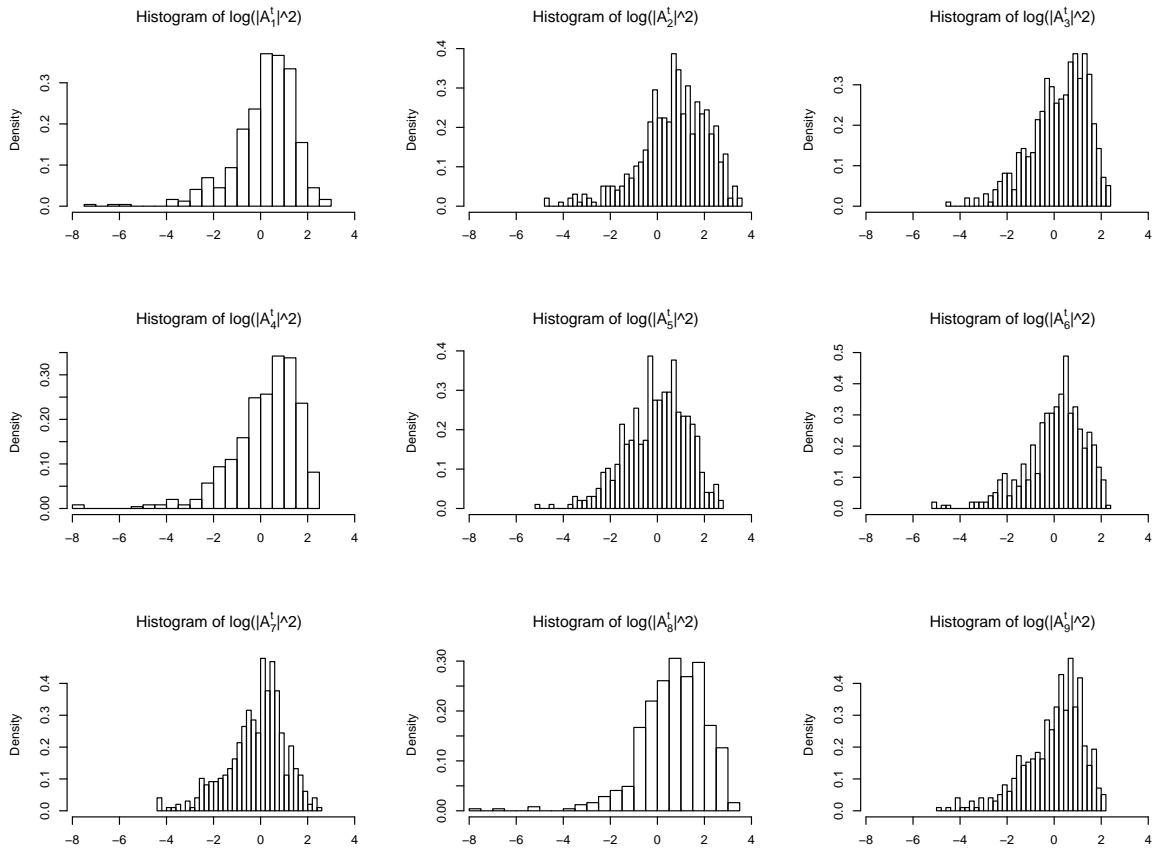 Histogram of log(|A₁ᵗ|^2)
Density
0.0 0.1 0.2 0.3
−8 −6 −4 −2 0 2 4
Histogram of log(|A₂ᵗ|^2)
Density
0.0 0.1 0.2 0.3 0.4
−8 −6 −4 −2 0 2 4
Histogram of log(|A₃ᵗ|^2)
Density
0.0 0.1 0.2 0.3
−8 −6 −4 −2 0 2 4
Histogram of log(|A₄ᵗ|^2)
Density
0.00 0.10 0.20 0.30
−8 −6 −4 −2 0 2 4
Histogram of log(|A₅ᵗ|^2)
Density
0.0 0.1 0.2 0.3 0.4
−8 −6 −4 −2 0 2 4
Histogram of log(|A₆ᵗ|^2)
Density
0.0 0.1 0.2 0.3 0.4 0.5
−8 −6 −4 −2 0 2 4
Histogram of log(|A₇ᵗ|^2)
Density
0.0 0.1 0.2 0.3 0.4
−8 −6 −4 −2 0 2 4
Histogram of log(|A₈ᵗ|^2)
Density
0.00 0.10 0.20 0.30
−8 −6 −4 −2 0 2 4
Histogram of log(|A₉ᵗ|^2)
Density
0.0 0.1 0.2 0.3 0.4
−8 −6 −4 −2 0 2 4